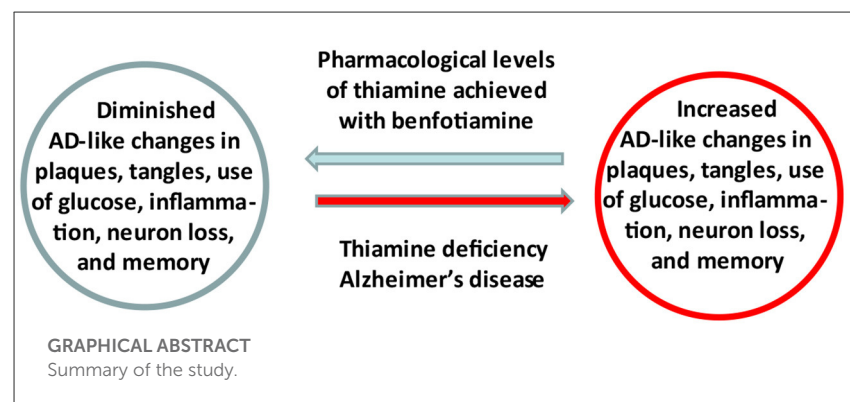 Diminished
AD-like changes in
plaques, tangles, use
of glucose, inflamma-
tion, neuron loss,
and memory
Pharmacological levels
of thiamine achieved
with benfotiamine
Thiamine deficiency
Alzheimer's disease
Increased
AD-like changes in
plaques, tangles, use
of glucose, inflamma-
tion, neuron loss,
and memory
GRAPHICAL ABSTRACT
Summary of the study.